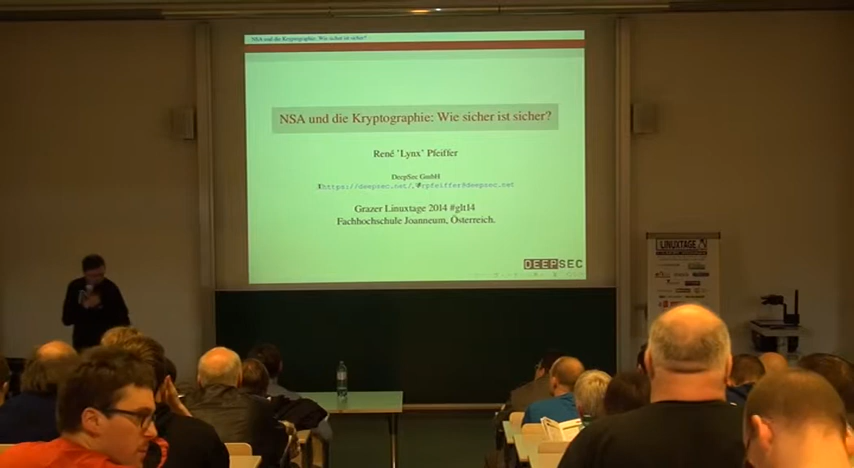 NSA und die Kryptographie: Wie sicher ist sicher?
NSA und die Kryptographie: Wie sicher ist sicher?
René 'Lynx' Pfeiffer
DeepSec GmbH
https://deepsec.net/, rpfeiffer@deepsec.net
Grazer Linuxtage 2014 #glt14
Fachhochschule Joanneum, Österreich.
DEEPSEC
LINUXTAGE